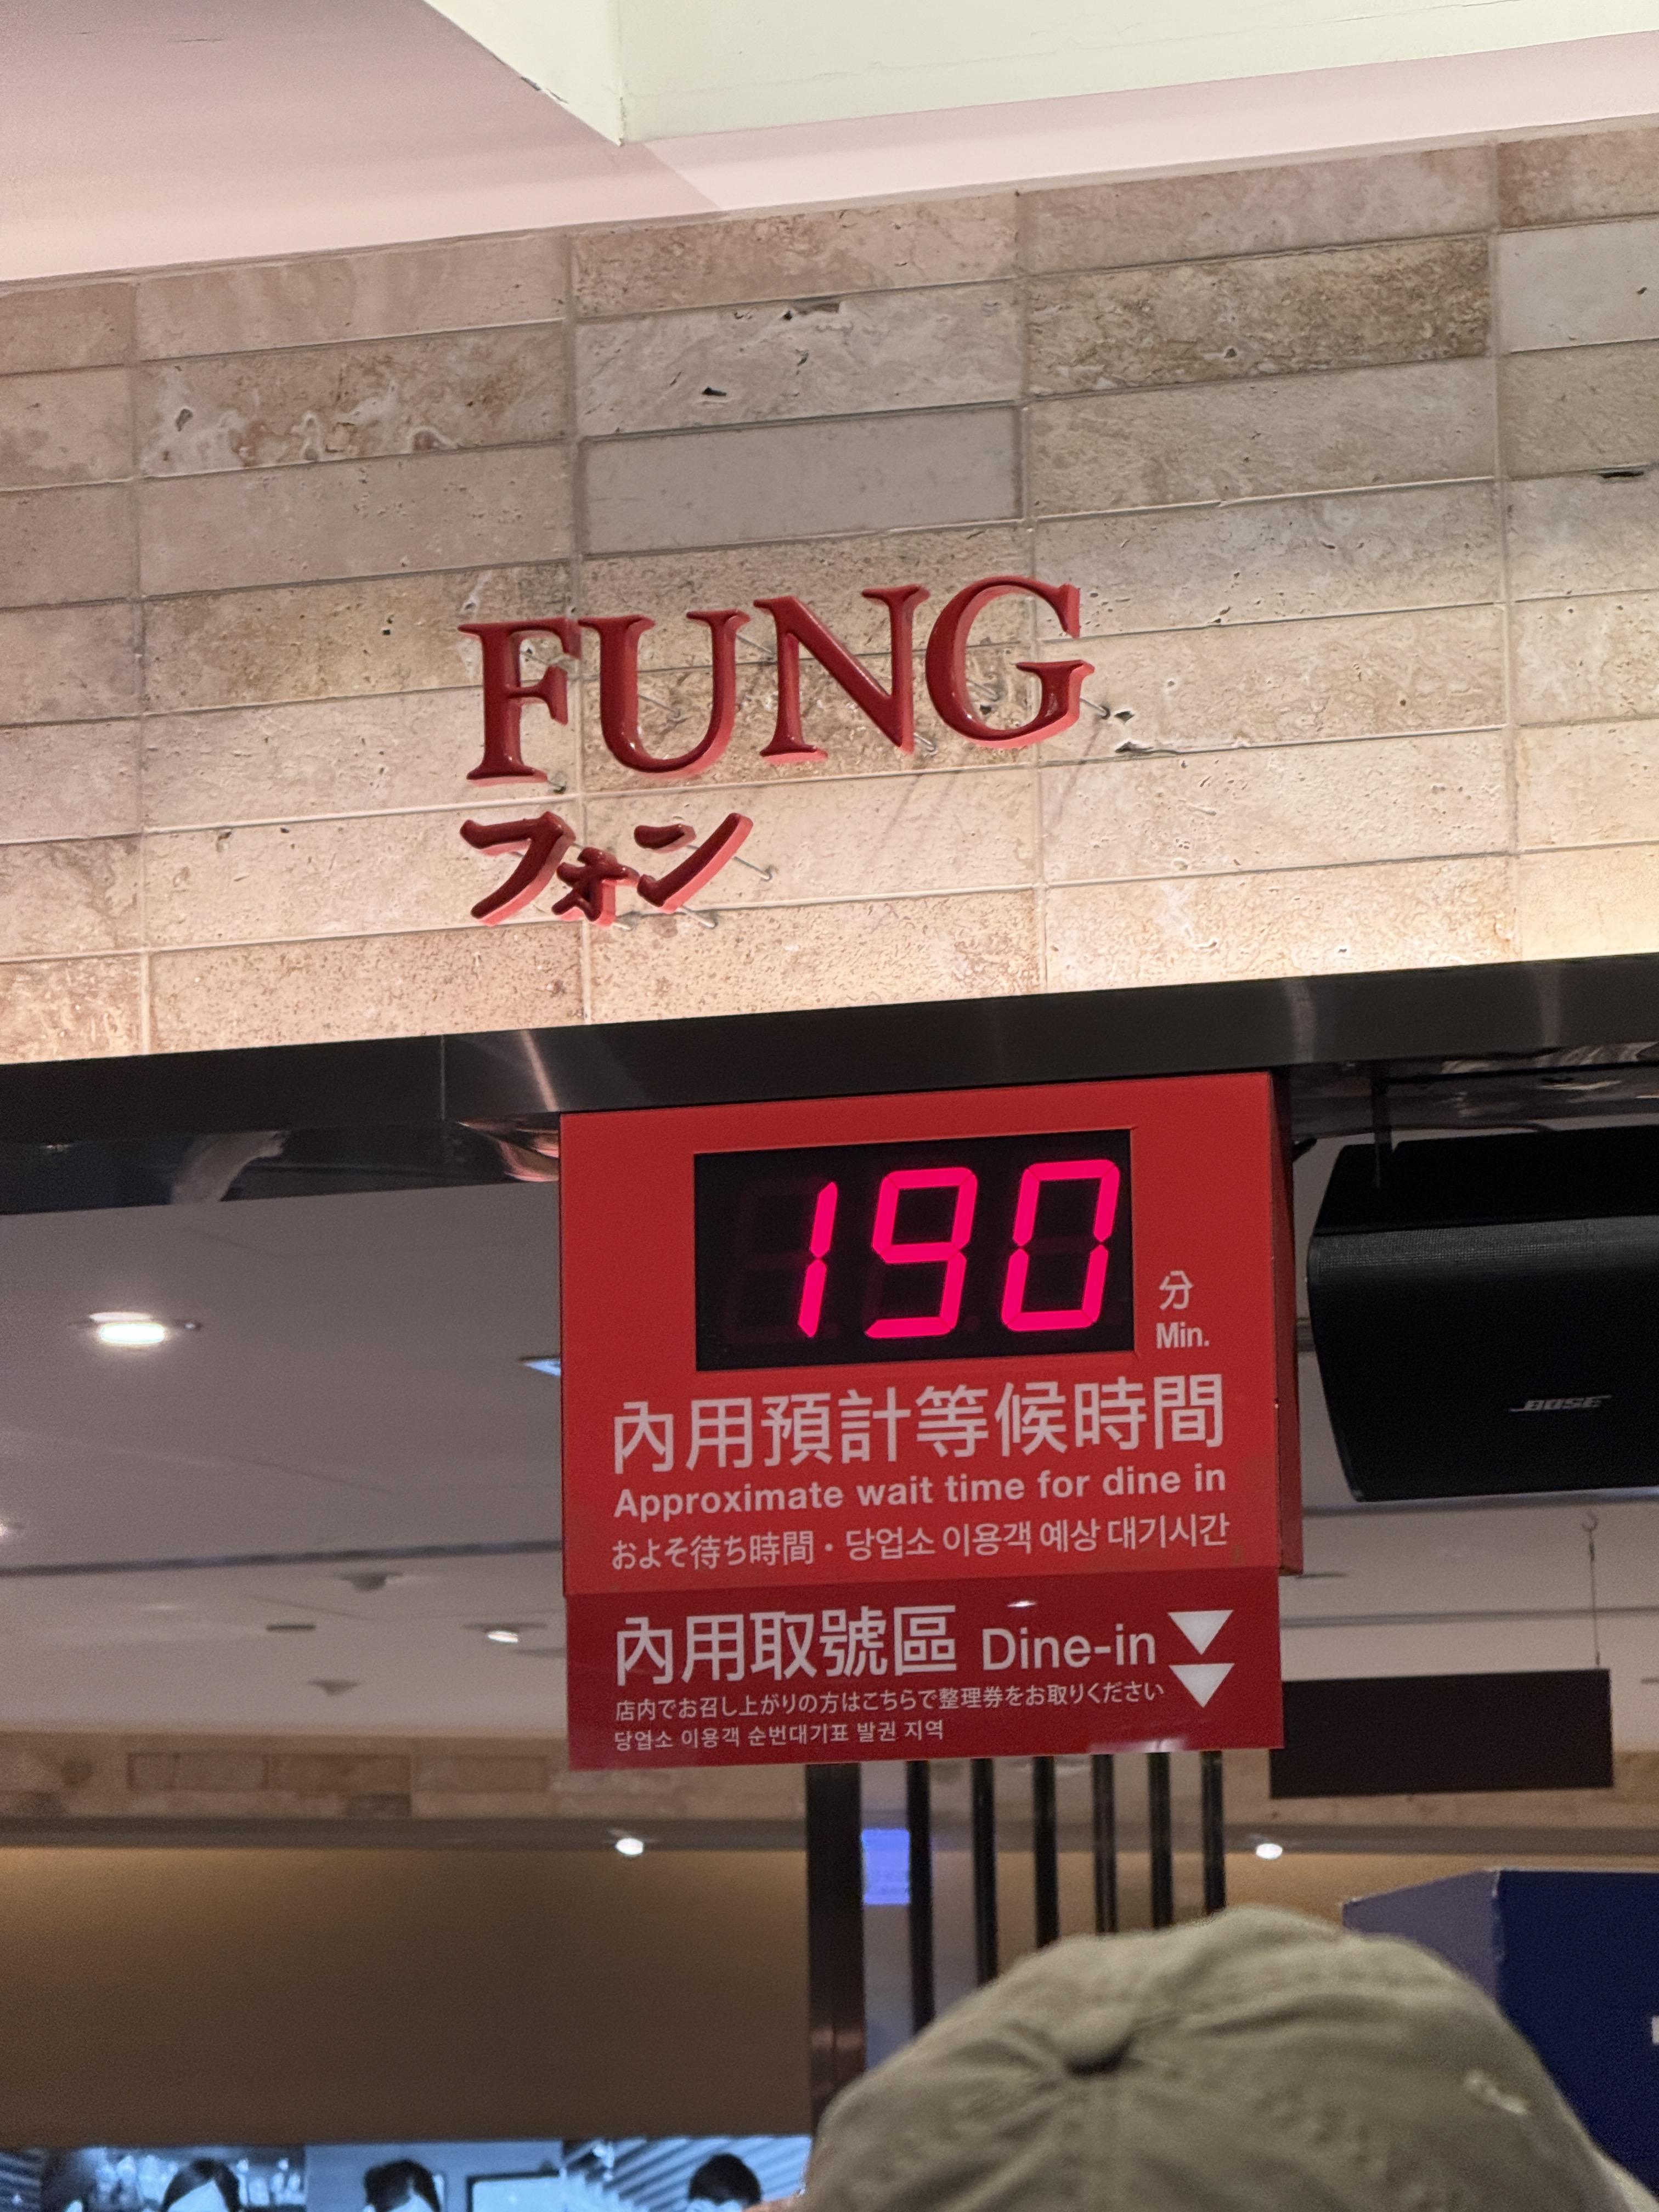 FUNG
フォン
190
分
Min.
內用預計等候時間
Approximate wait time for dine in
およそ待ち時間・당업소 이용객 예상 대기시간
內用取號區 Dine-in
店内でお召し上がりの方はこちらで整理券をお取りください
당업소 이용객 순번대기표 발권 지역
BOSE